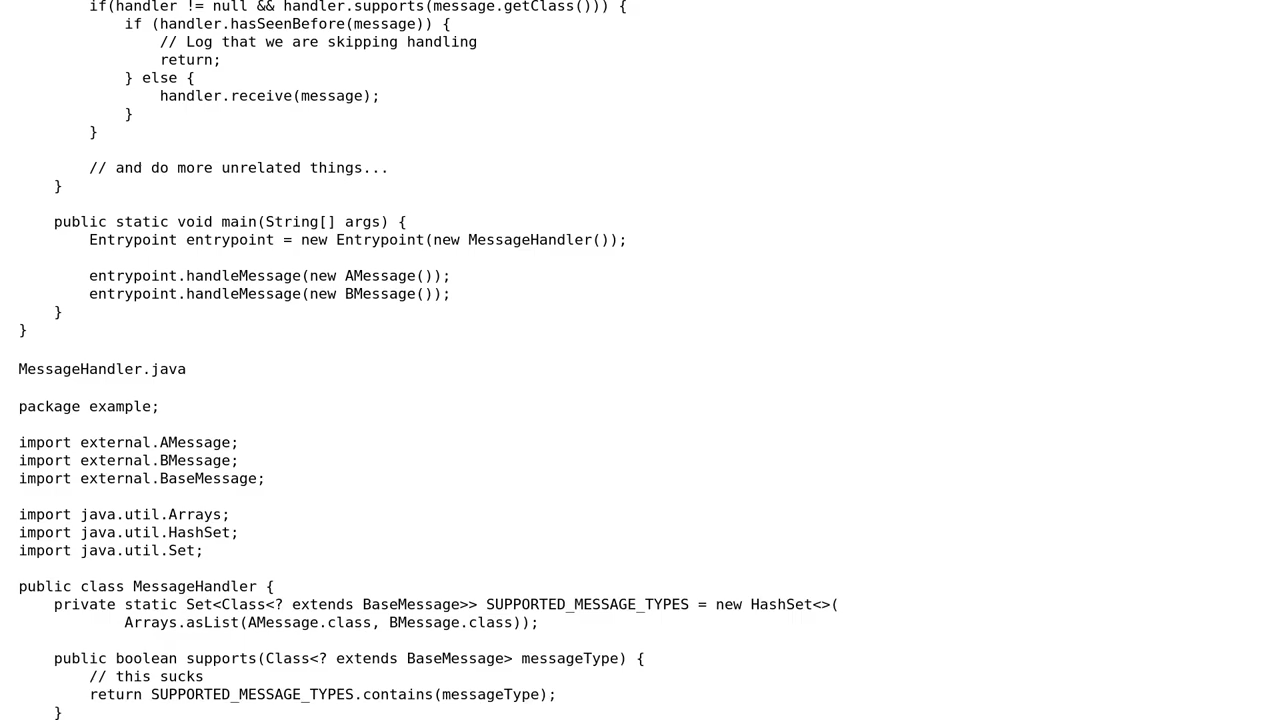 if(handler != null && handler.supports(message.getClass())) {
            if (handler.hasSeenBefore(message)) {
                // Log that we are skipping handling
                return;
            } else {
                handler.receive(message);
            }
        }

        // and do more unrelated things...
    }

    public static void main(String[] args) {
        Entrypoint entrypoint = new Entrypoint(new MessageHandler());

        entrypoint.handleMessage(new AMessage());
        entrypoint.handleMessage(new BMessage());
    }
}

MessageHandler.java

package example;

import external.AMessage;
import external.BMessage;
import external.BaseMessage;

import java.util.Arrays;
import java.util.HashSet;
import java.util.Set;

public class MessageHandler {
    private static Set<Class<? extends BaseMessage>> SUPPORTED_MESSAGE_TYPES = new HashSet<>(
            Arrays.asList(AMessage.class, BMessage.class));

    public boolean supports(Class<? extends BaseMessage> messageType) {
        // this sucks
        return SUPPORTED_MESSAGE_TYPES.contains(messageType);
    }